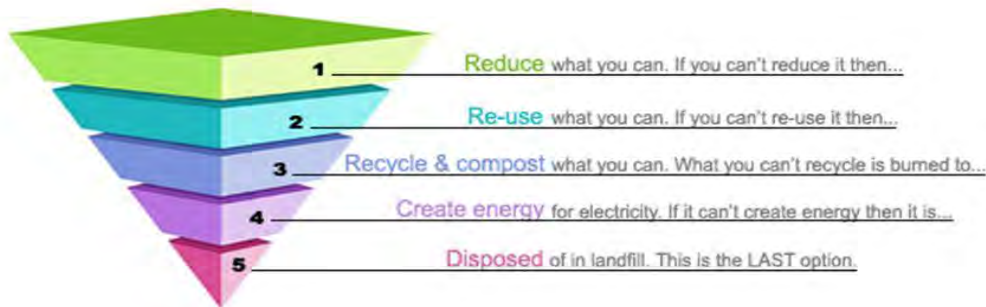 1 Reduce what you can. If you can't reduce it then...
2 Re-use what you can. If you can't re-use it then...
3 Recycle & compost what you can. What you can't recycle is burned to...
4 Create energy for electricity. If it can't create energy then it is...
5 Disposed of in landfill. This is the LAST option.